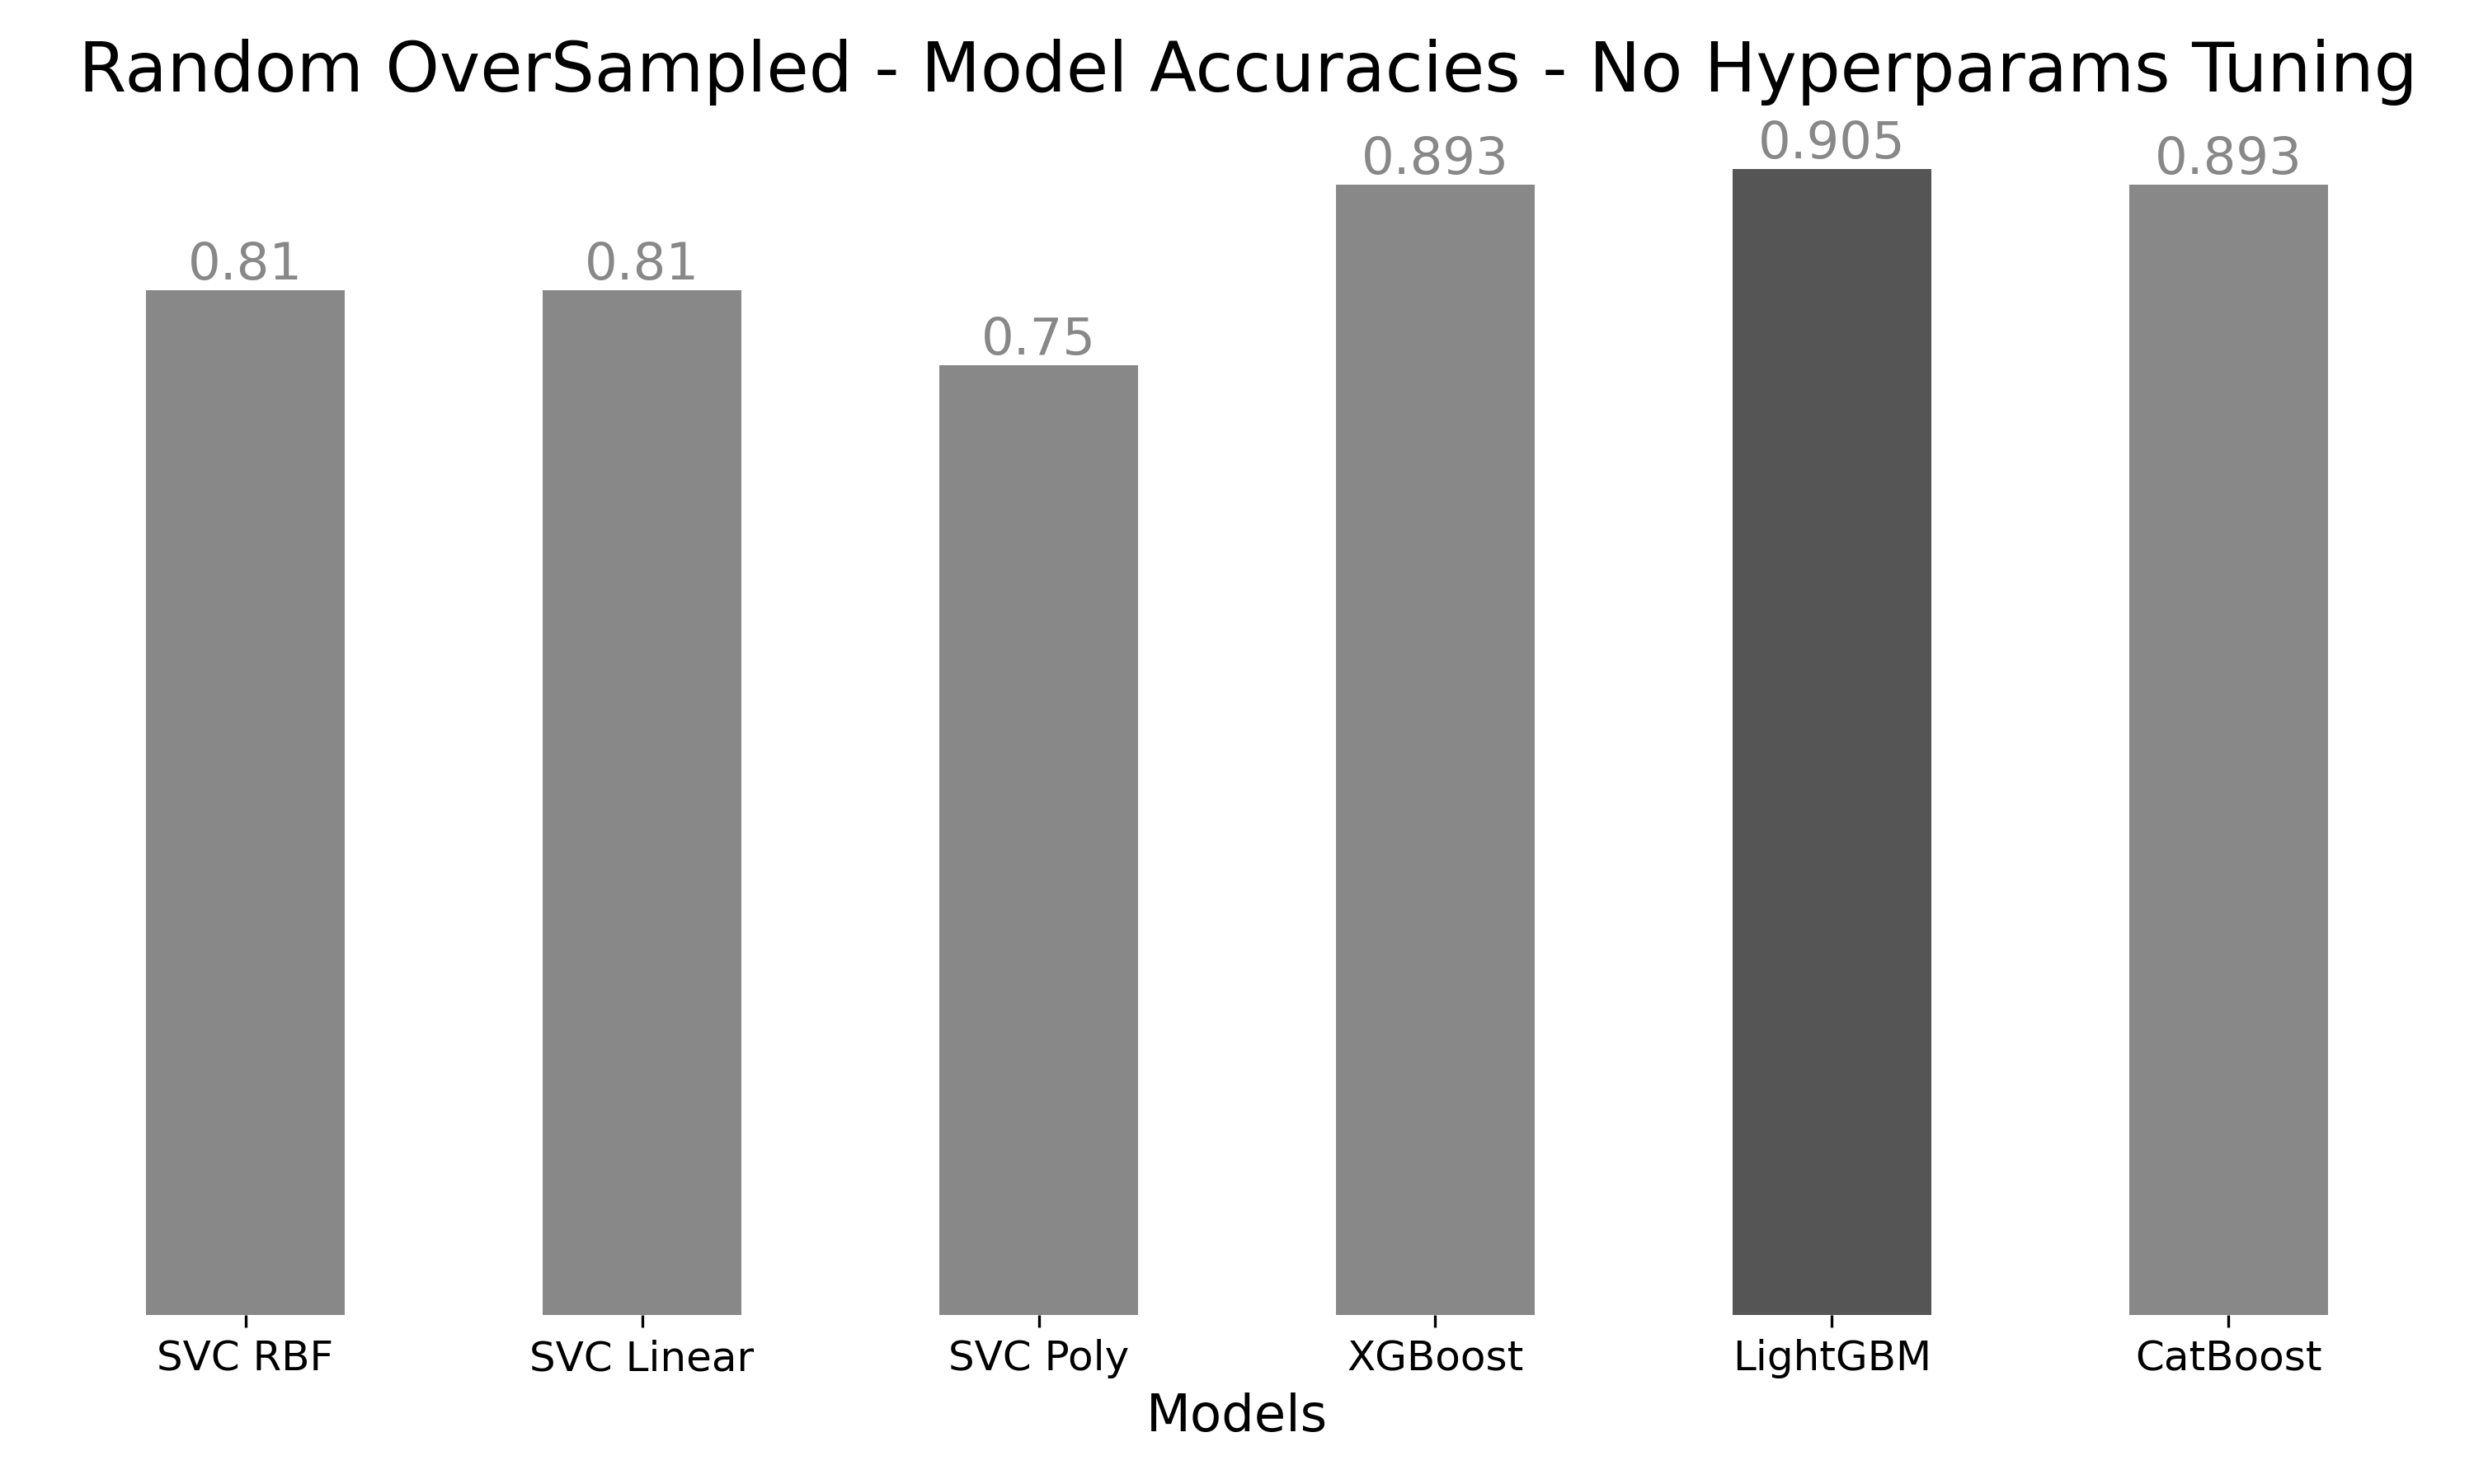 Random OverSampled - Model Accuracies - No Hyperparams Tuning
0.81
0.81
0.75
0.893
0.905
0.893
SVC RBF
SVC Linear
SVC Poly
XGBoost
LightGBM
CatBoost
Models